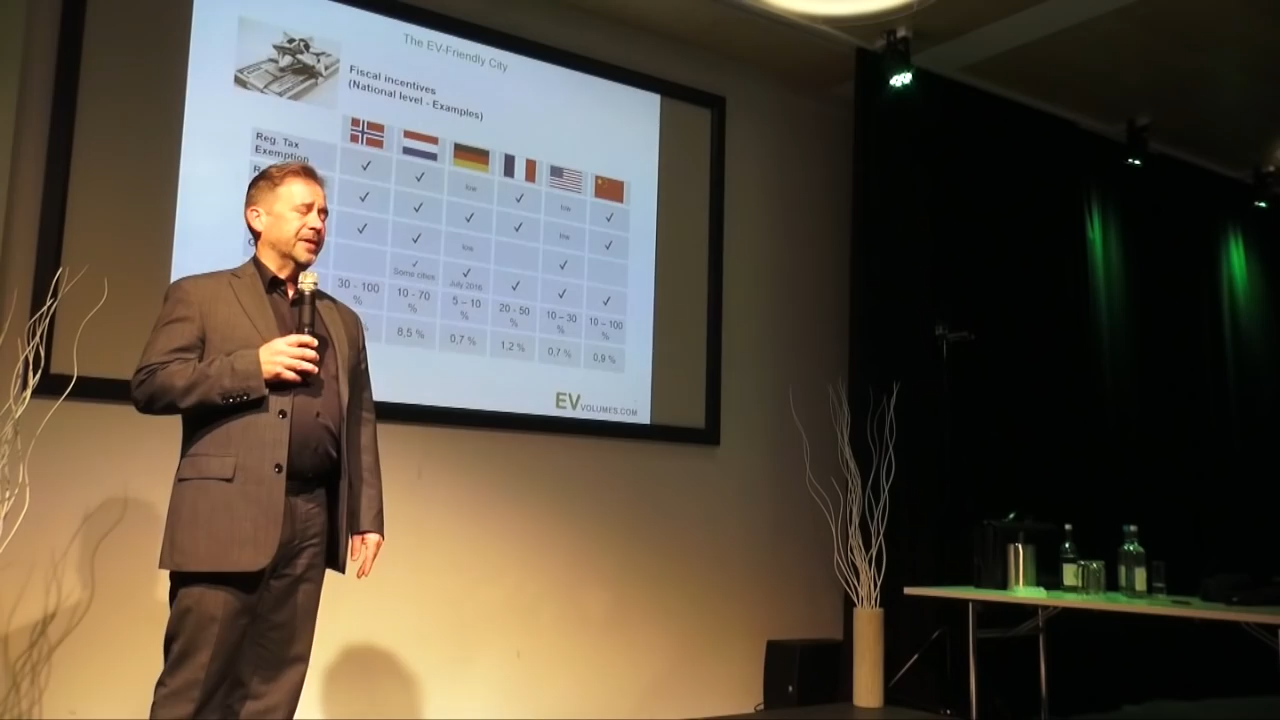 The EV-Friendly City
Fiscal incentives
(National level - Examples)
Reg. Tax
Exemption
✓ ✓ low ✓ low ✓
✓ ✓ ✓ ✓ low ✓
✓ ✓ low ✓
✓ ✓ ✓ ✓ ✓
Some cities July 2016
30 - 100 % 10 - 70 % 5 – 10 % 20 - 50 % 10 – 30 % 10 – 100 %
% 8,5 % 0,7 % 1,2 % 0,7 % 0,9 %
EVVOLUMES.COM